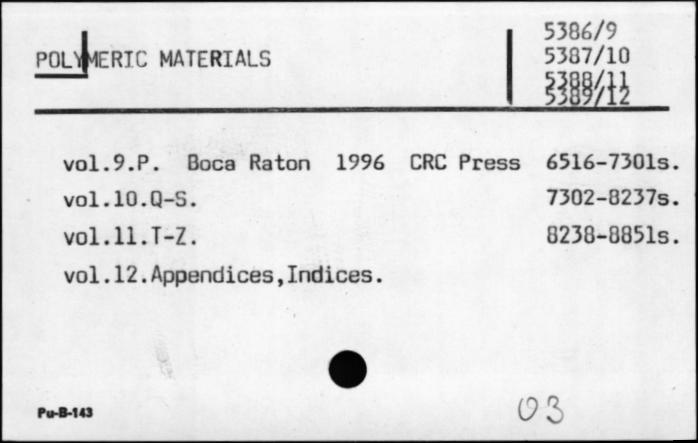 5386/9
POLYMERIC MATERIALS 5387/10
5388/11
5389/12
vol.9.P. Boca Raton 1996 CRC Press 6516-7301s.
vol.10.Q-S. 7302-8237s.
vol.11.T-Z. 8238-8851s.
vol.12.Appendices,Indices.
Pu-B-143 03